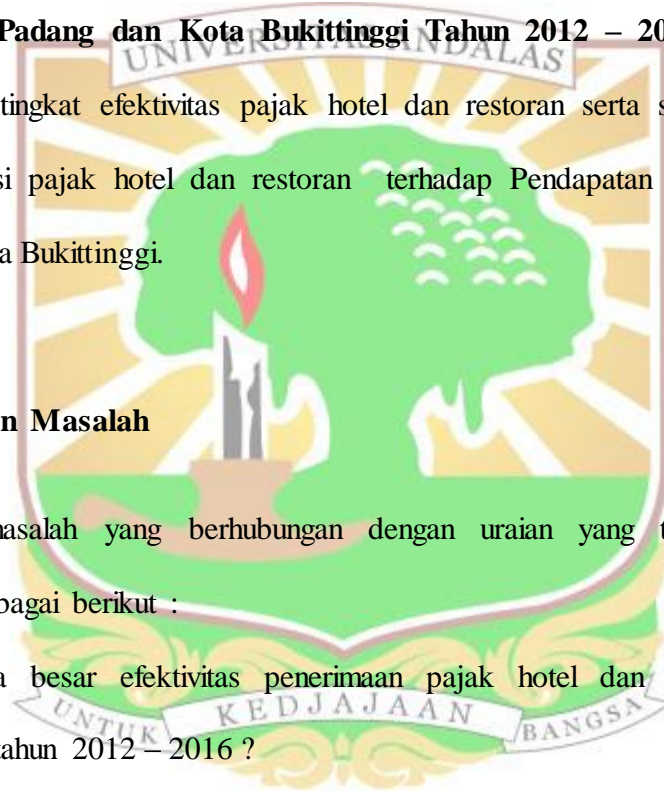 Padang dan Kota Bukittinggi Tahun 2012 – 20
UNIVERSITAS ANDALAS
tingkat efektivitas pajak hotel dan restoran serta s
si pajak hotel dan restoran terhadap Pendapatan
a Bukittinggi.
n Masalah
masalah yang berhubungan dengan uraian yang t
bagai berikut :
a besar efektivitas penerimaan pajak hotel dan
UNTUK KEDJAJAAN BANGSA
tahun 2012 – 2016 ?